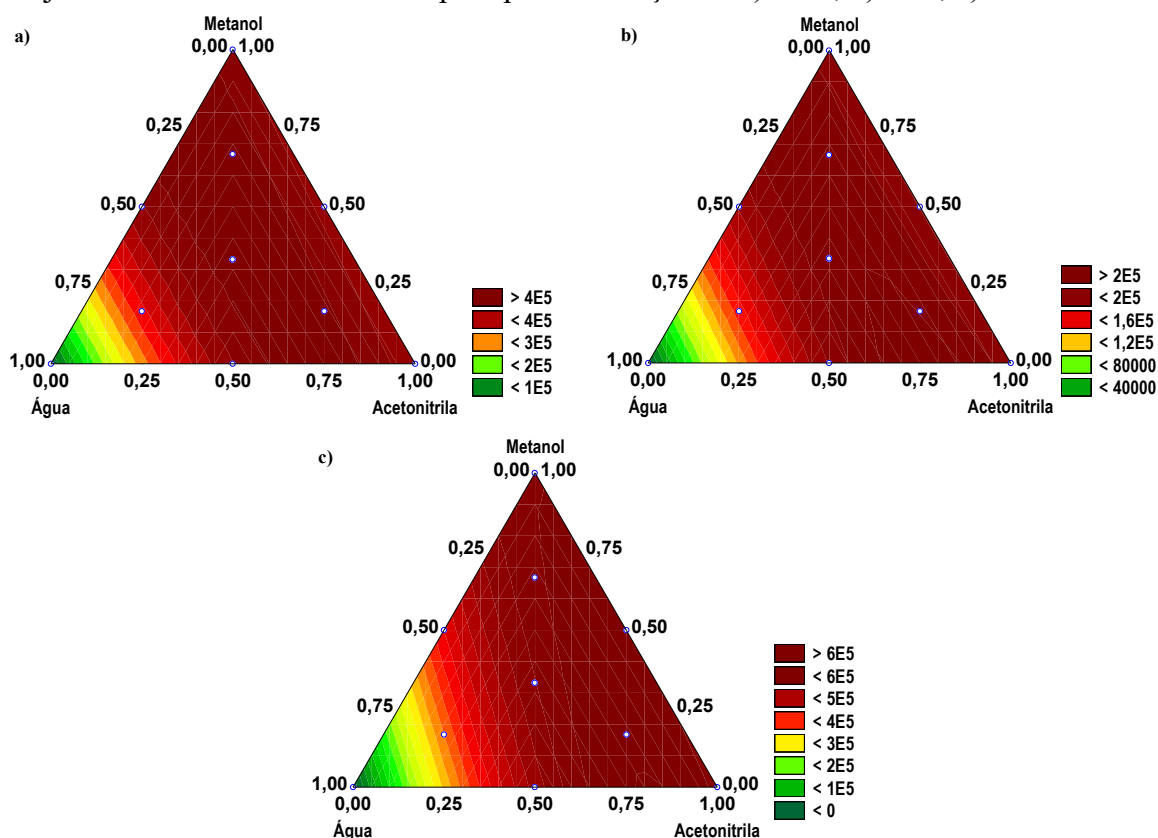 a)
Metanol
0,00 1,00
0,25 0,75
0,50 0,50
0,75 0,25
1,00 0,00
0,00 0,25 0,50 0,75 1,00
Água Acetonitrila
> 4E5
< 4E5
< 3E5
< 2E5
< 1E5
b)
Metanol
0,00 1,00
0,25 0,75
0,50 0,50
0,75 0,25
1,00 0,00
0,00 0,25 0,50 0,75 1,00
Água Acetonitrila
> 2E5
< 2E5
< 1,6E5
< 1,2E5
< 80000
< 40000
c)
Metanol
0,00 1,00
0,25 0,75
0,50 0,50
0,75 0,25
1,00 0,00
0,00 0,25 0,50 0,75 1,00
Água Acetonitrila
> 6E5
< 6E5
< 5E5
< 4E5
< 3E5
< 2E5
< 1E5
< 0